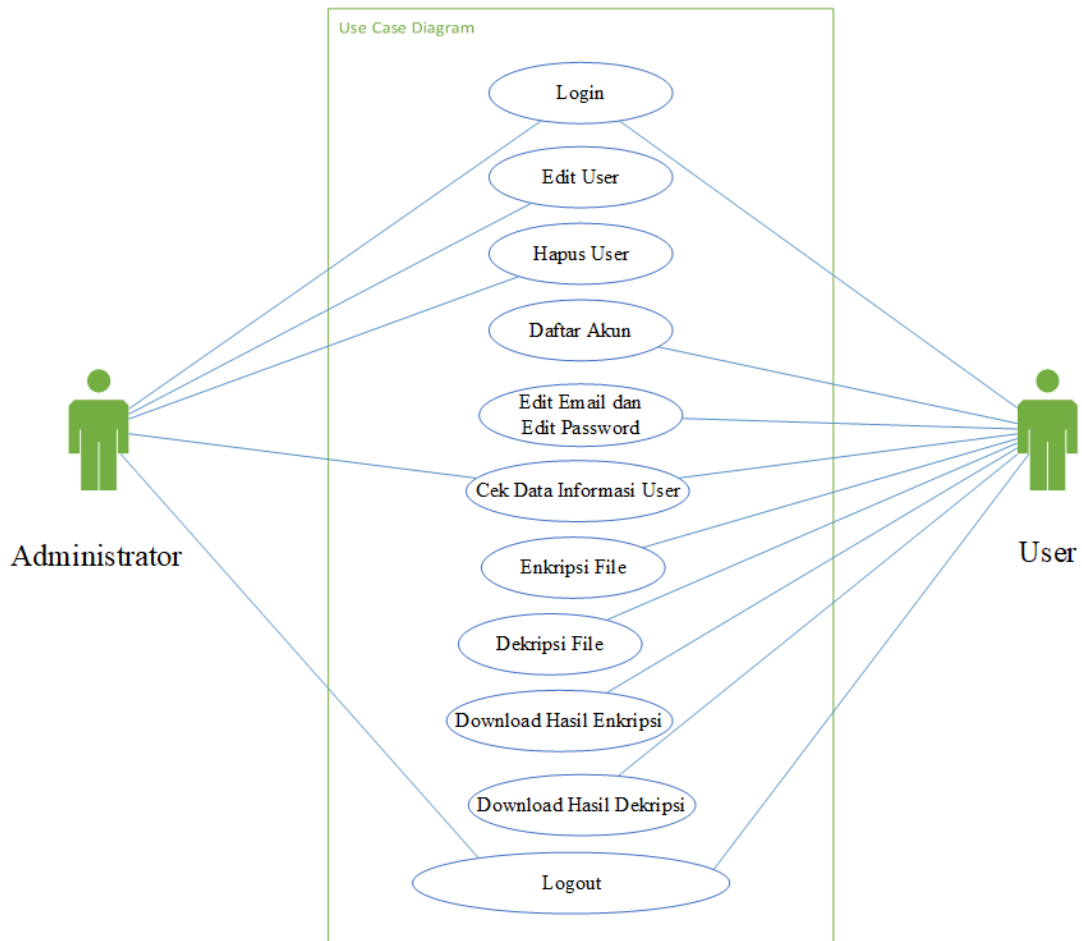 Use Case Diagram
Login
Edit User
Hapus User
Daftar Akun
Edit Email dan
Edit Password
Cek Data Informasi User
Administrator
User
Enkripsi File
Dekripsi File
Download Hasil Enkripsi
Download Hasil Dekripsi
Logout